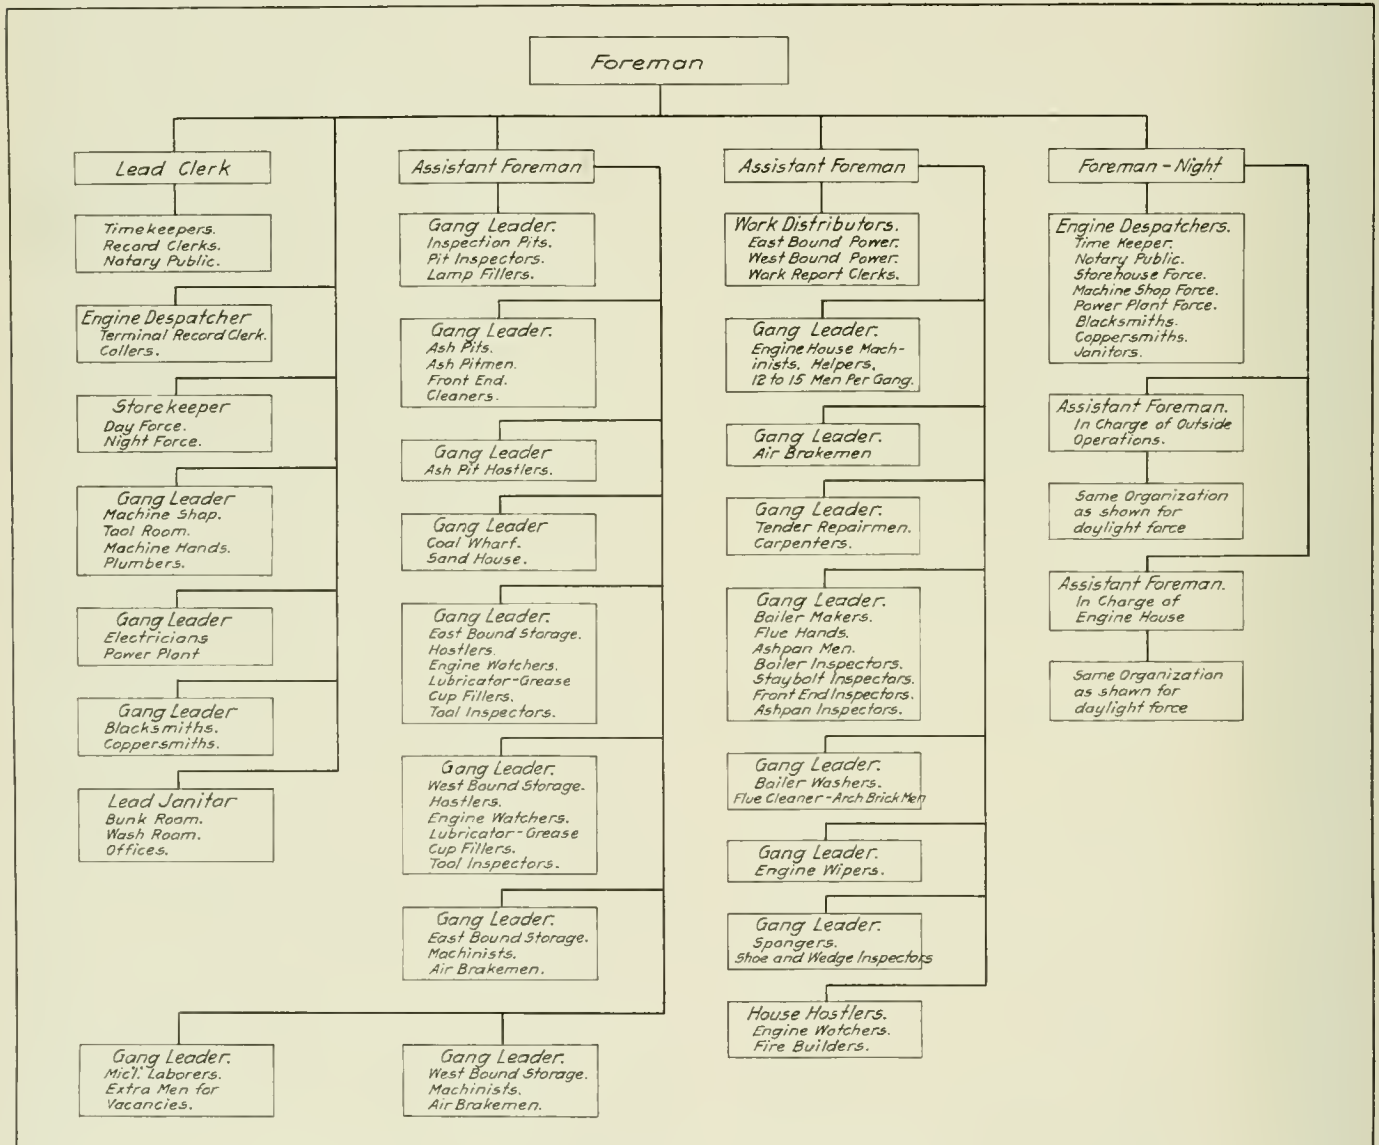 Foreman
Lead Clerk
Timekeepers.
Record Clerks.
Notary Public.
Engine Despatcher
Terminal Record Clerk.
Callers.
Storekeeper
Day Force.
Night Force.
Gang Leader
Machine Shop.
Tool Room.
Machine Hands.
Plumbers.
Gang Leader
Electricians
Power Plant
Gang Leader
Blacksmiths.
Coppersmiths.
Lead Janitor
Bunk Room.
Wash Room.
Offices.
Assistant Foreman
Gang Leader.
Inspection Pits.
Pit Inspectors.
Lamp Fillers.
Gang Leader.
Ash Pits.
Ash Pitmen.
Front End.
Cleaners.
Gang Leader
Ash Pit Hostlers.
Gang Leader
Coal Wharf.
Sand House.
Gang Leader.
East Bound Storage.
Hostlers.
Engine Watchers.
Lubricator-Grease
Cup Fillers.
Tool Inspectors.
Gang Leader.
West Bound Storage.
Hostlers.
Engine Watchers.
Lubricator-Grease
Cup Fillers.
Tool Inspectors.
Gang Leader.
East Bound Storage.
Machinists.
Air Brakemen.
Gang Leader.
Mic'l. Laborers.
Extra Men for
Vacancies.
Gang Leader.
West Bound Storage.
Machinists.
Air Brakemen.
Assistant Foreman
Work Distributors.
East Bound Power.
West Bound Power.
Work Report Clerks.
Gang Leader.
Engine House Mach-
inists. Helpers.
12 to 15 Men Per Gang.
Gang Leader.
Air Brakemen
Gang Leader.
Tender Repairmen.
Carpenters.
Gang Leader.
Boiler Makers.
Flue Hands.
Ashpan Men.
Boiler Inspectors.
Staybolt Inspectors.
Front End Inspectors.
Ashpan Inspectors.
Gang Leader.
Boiler Washers.
Flue Cleaner-Arch Brick Men
Gang Leader.
Engine Wipers.
Gang Leader.
Spongers.
Shoe and Wedge Inspectors
House Hostlers.
Engine Watchers.
Fire Builders.
Foreman-Night
Engine Despatchers.
Time Keeper.
Notary Public.
Storehouse Force.
Machine Shop Force.
Power Plant Force.
Blacksmiths.
Coppersmiths.
Janitors.
Assistant Foreman.
In Charge of Outside
Operations.
Same Organization
as shown for
daylight force
Assistant Foreman.
In Charge of
Engine House
Same Organization
as shown for
daylight force